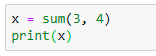 x = sum(3, 4)
print(x)